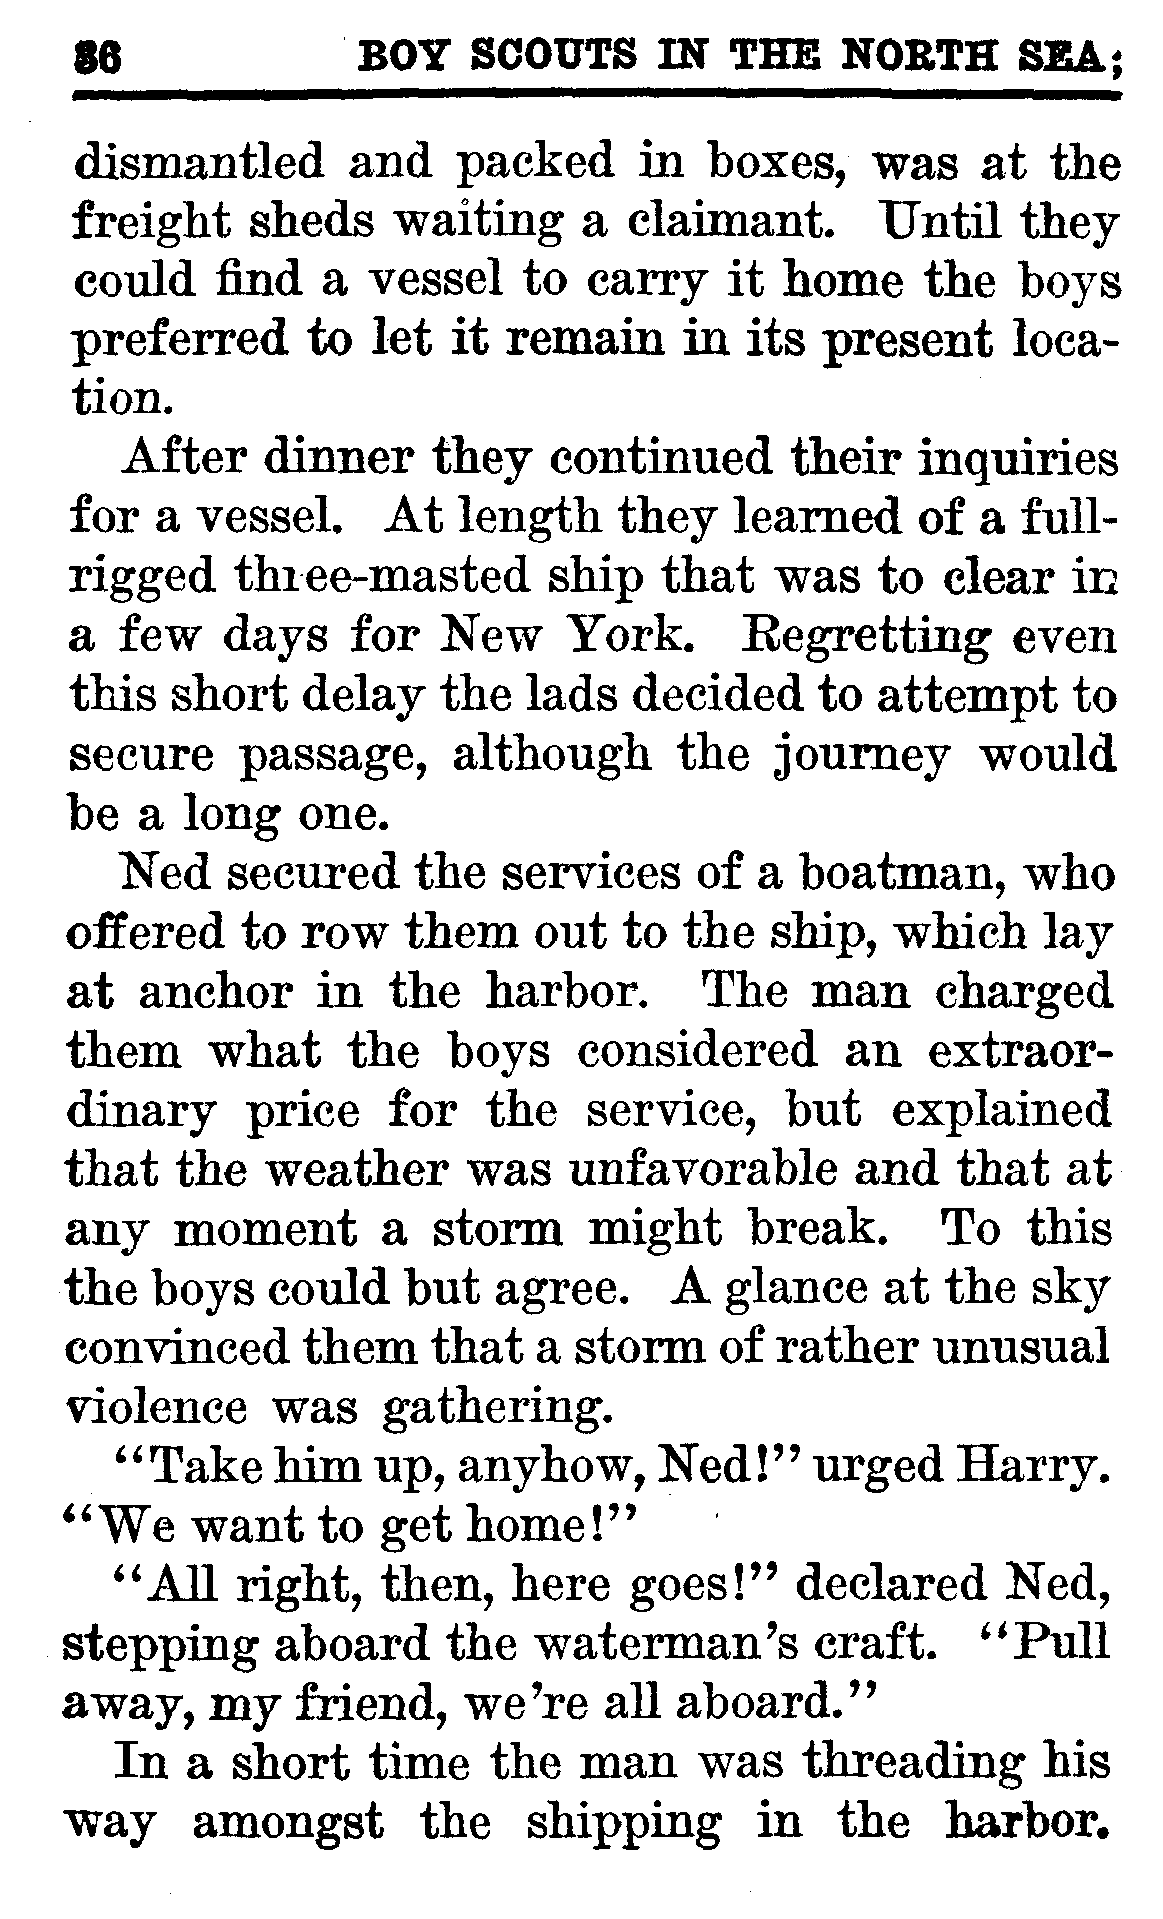 36 BOY SCOUTS IN THE NORTH SEA;
dismantled and packed in boxes, was at the
freight sheds waiting a claimant. Until they
could find a vessel to carry it home the boys
preferred to let it remain in its present loca-
tion.
After dinner they continued their inquiries
for a vessel. At length they learned of a full-
rigged three-masted ship that was to clear in
a few days for New York. Regretting even
this short delay the lads decided to attempt to
secure passage, although the journey would
be a long one.
Ned secured the services of a boatman, who
offered to row them out to the ship, which lay
at anchor in the harbor. The man charged
them what the boys considered an extraor-
dinary price for the service, but explained
that the weather was unfavorable and that at
any moment a storm might break. To this
the boys could but agree. A glance at the sky
convinced them that a storm of rather unusual
violence was gathering.
“Take him up, anyhow, Ned!” urged Harry.
“We want to get home!”
“All right, then, here goes!” declared Ned,
stepping aboard the waterman’s craft. “Pull
away, my friend, we’re all aboard.”
In a short time the man was threading his
way amongst the shipping in the harbor.